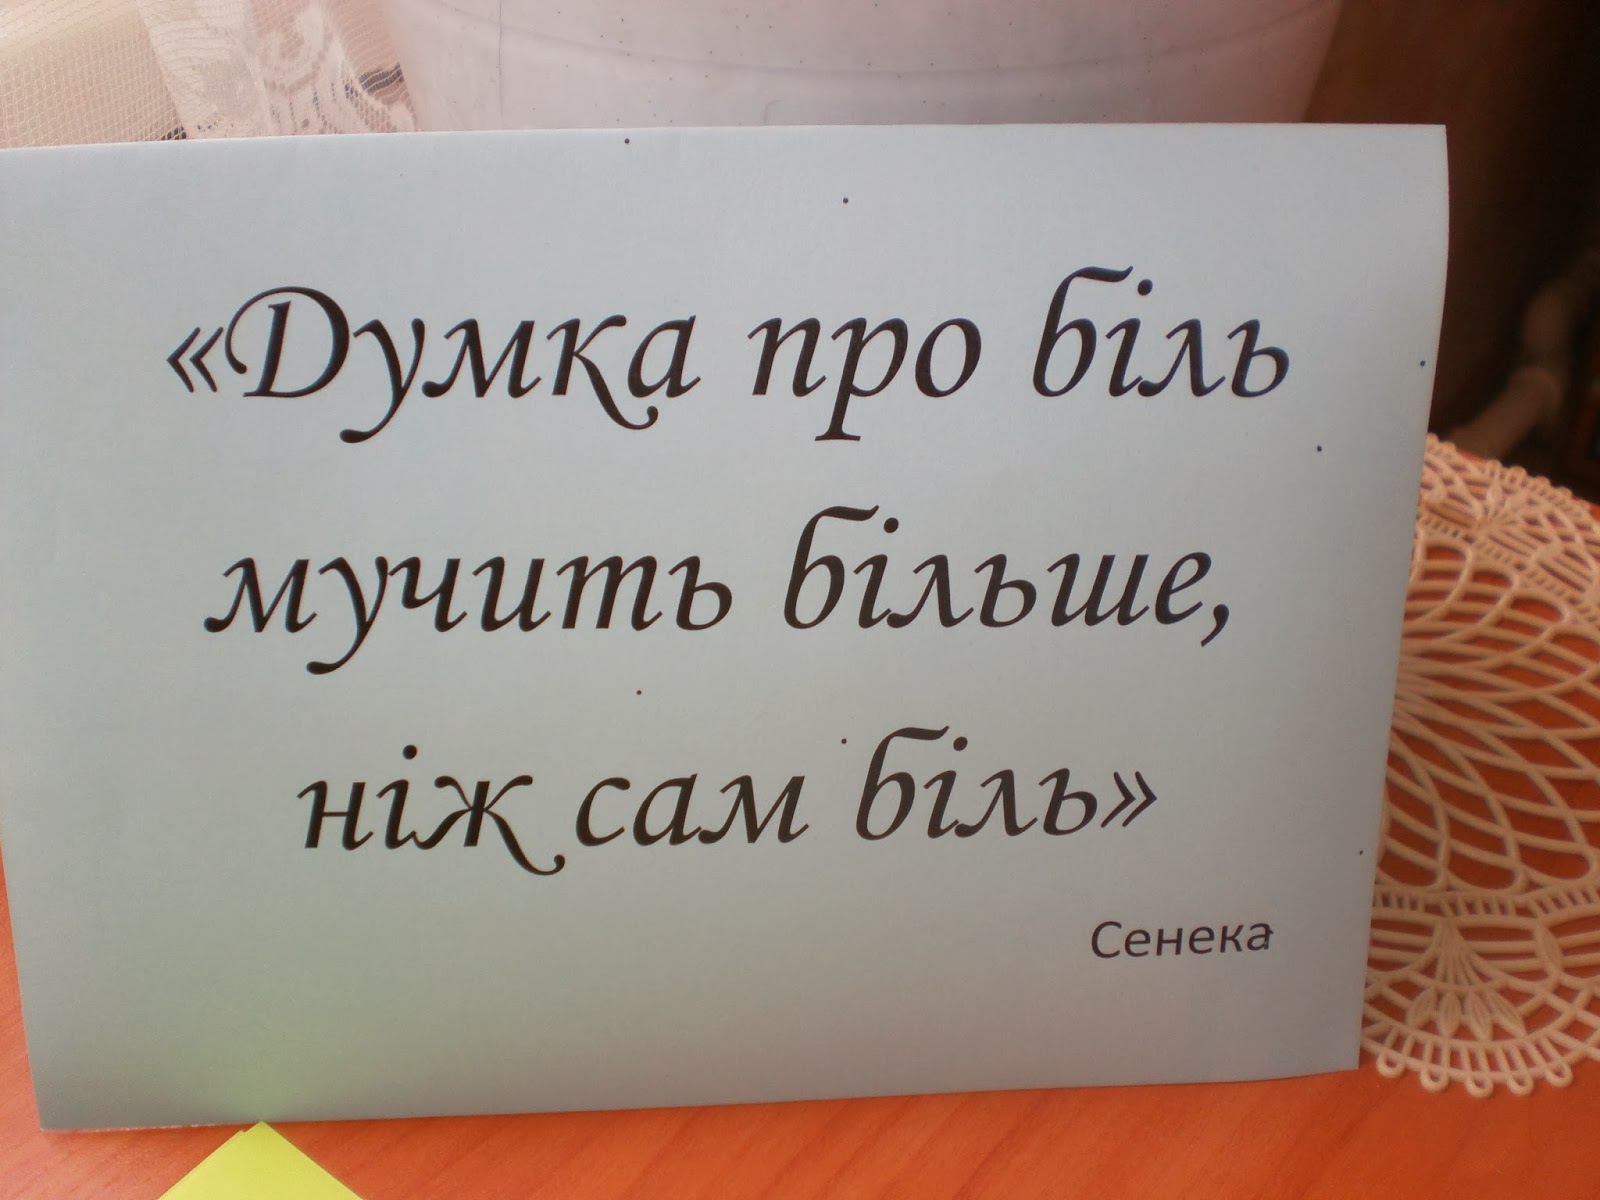 «Думка про біль
мучить більше,
ніж сам біль»
Сенека